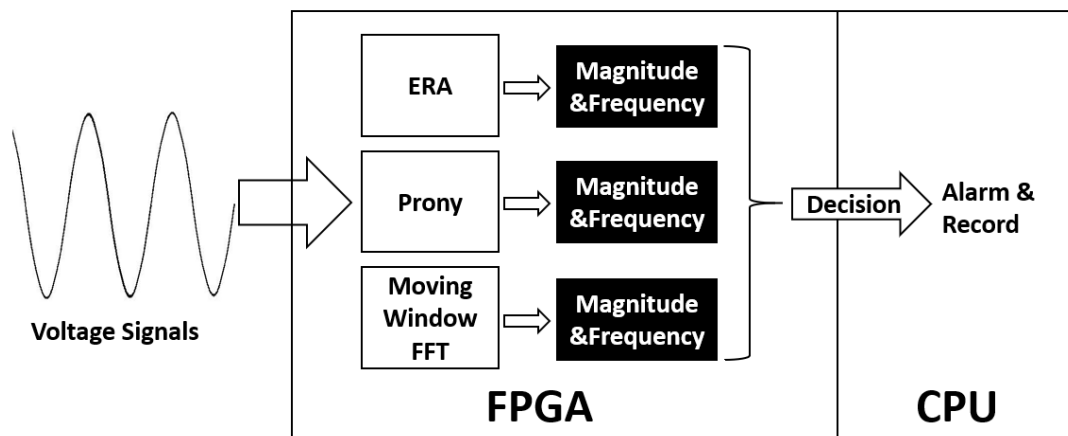 ERA
Magnitude
&Frequency
Prony
Magnitude
&Frequency
Moving
Window
FFT
Magnitude
&Frequency
Voltage Signals
Decision
Alarm &
Record
FPGA
CPU